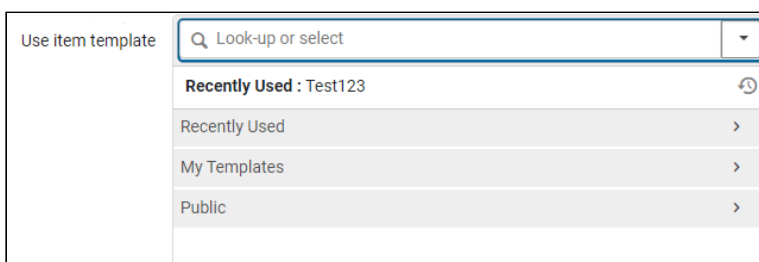 Use item template
Look-up or select
Recently Used : Test123
Recently Used
My Templates
Public